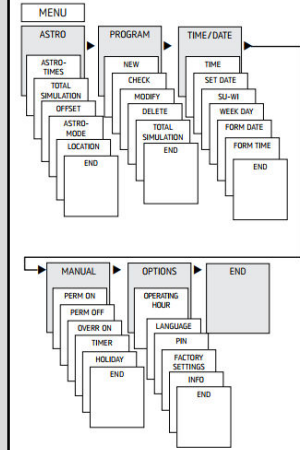 MENU
ASTRO
PROGRAM
TIME/DATE
ASTRO-
TIMES
TOTAL
SIMULATION
OFFSET
ASTRO-
MODE
LOCATION
END
NEW
CHECK
MODIFY
DELETE
TOTAL
SIMULATION
END
TIME
SET DATE
SU-WI
WEEK DAY
FORM DATE
FORM TIME
END
MANUAL
OPTIONS
END
PERM ON
PERM OFF
OVERR ON
TIMER
HOLIDAY
END
OPERATING
HOUR
LANGUAGE
PIN
FACTORY
SETTINGS
INFO
END